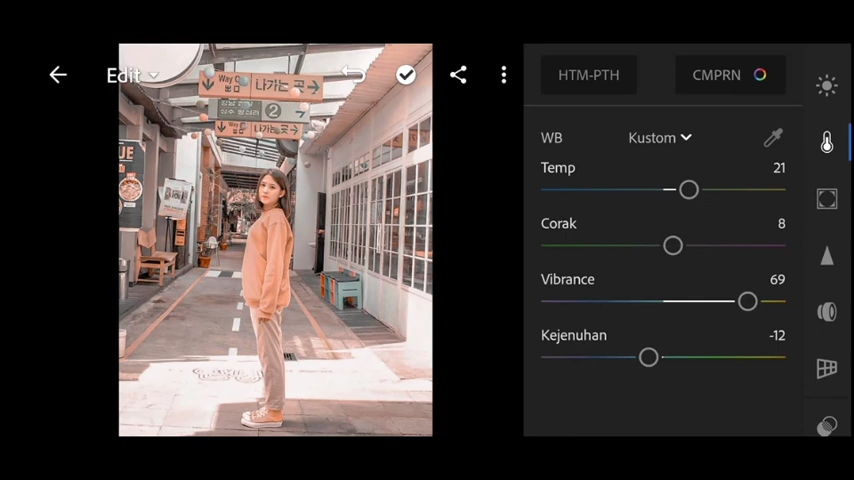 Edit
HTM-PTH
CMPRN
WB
Kustom
Temp
21
Corak
8
Vibrance
69
Kejenuhan
-12
Way
나가는 곳
2
나가는 곳
UE